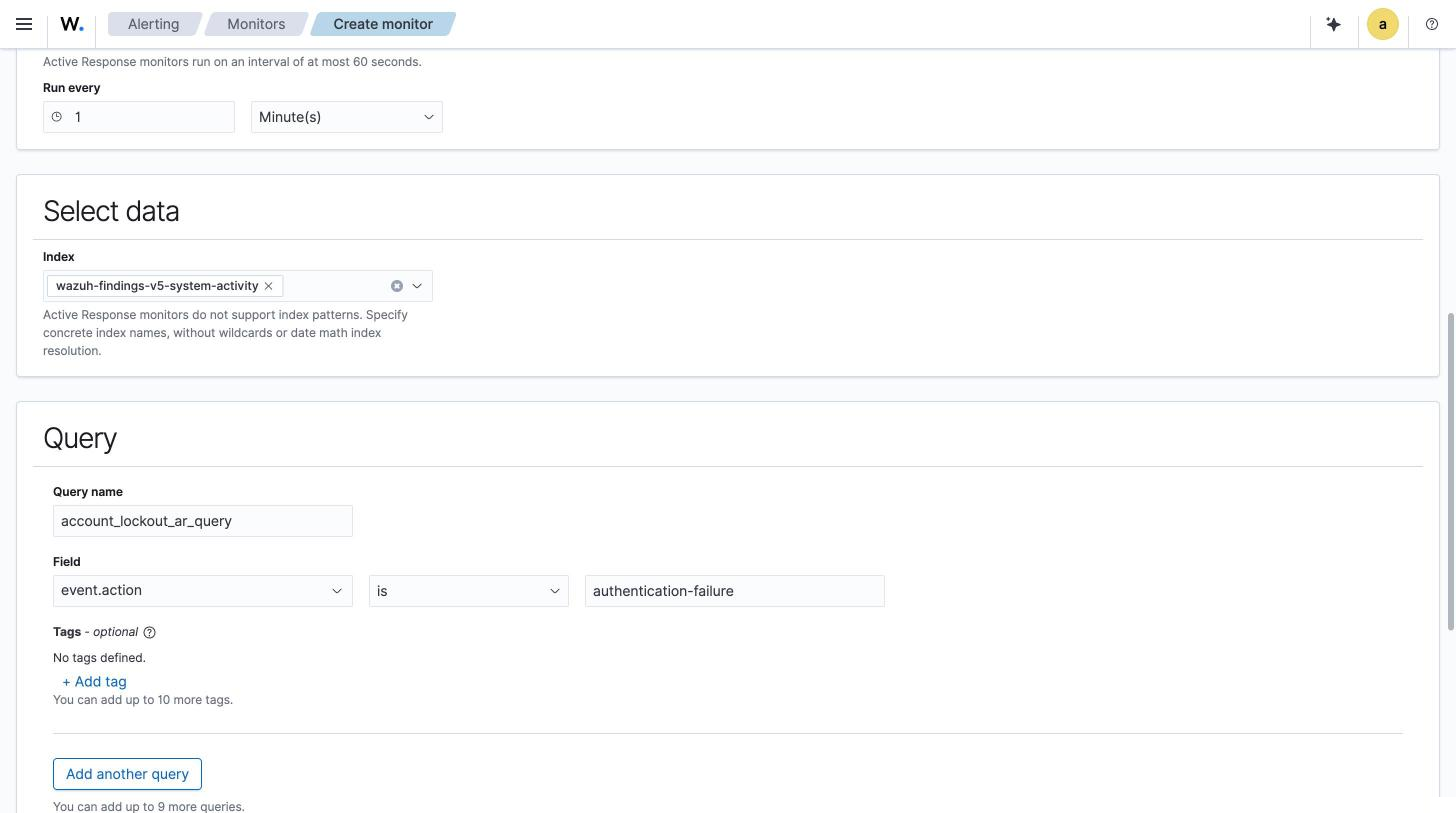 W.
Alerting
Monitors
Create monitor
a
Active Response monitors run on an interval of at most 60 seconds.
Run every
1
Minute(s)
Select data
Index
wazuh-findings-v5-system-activity
Active Response monitors do not support index patterns. Specify
concrete index names, without wildcards or date math index
resolution.
Query
Query name
account_lockout_ar_query
Field
event.action
is
authentication-failure
Tags - optional
No tags defined.
+ Add tag
You can add up to 10 more tags.
Add another query
You can add up to 9 more queries.